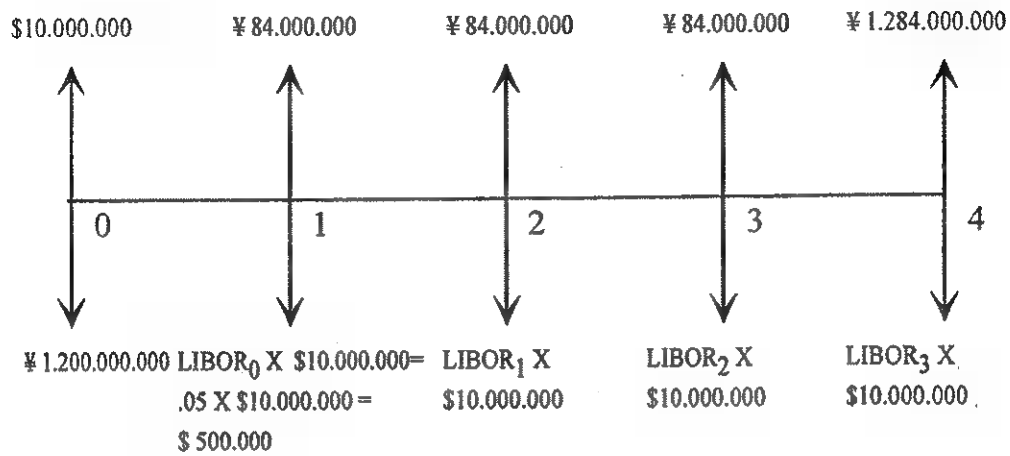 $10.000.000 ¥ 84.000.000 ¥ 84.000.000 ¥ 84.000.000 ¥ 1.284.000.000
0 1 2 3 4
¥ 1.200.000.000 LIBOR₀ X $10.000.000= LIBOR₁ X LIBOR₂ X LIBOR₃ X
.05 X $10.000.000 = $10.000.000 $10.000.000 $10.000.000
$ 500.000